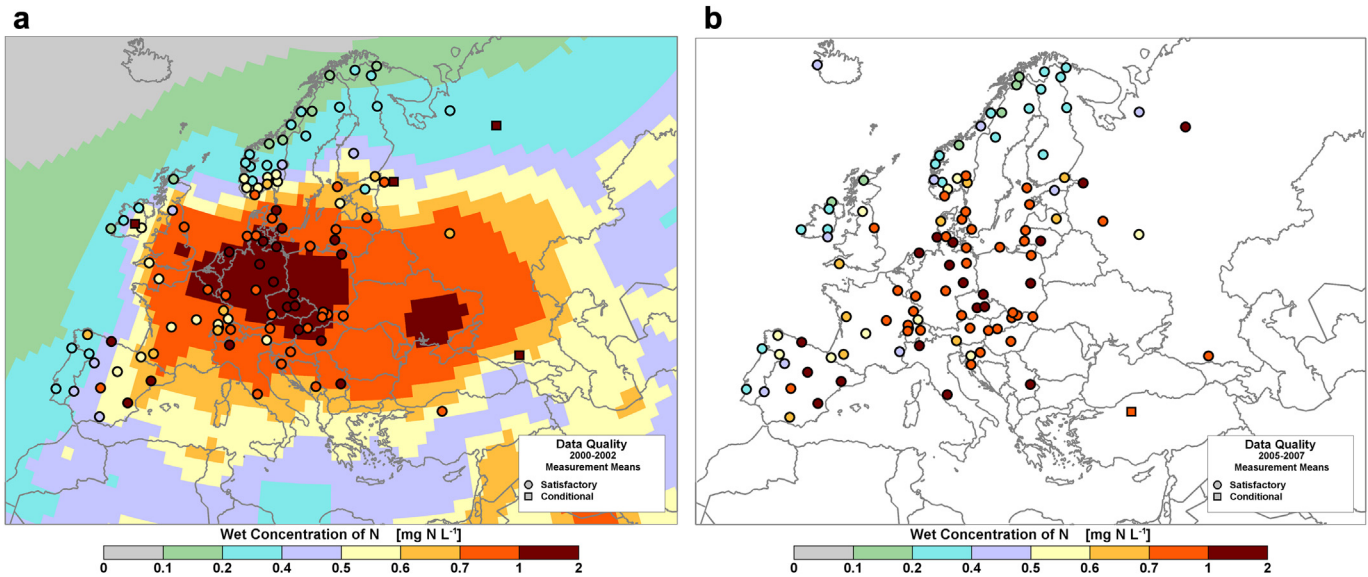 a
b
Data Quality
2000-2002
Measurement Means
Satisfactory
Conditional
Data Quality
2005-2007
Measurement Means
Satisfactory
Conditional
Wet Concentration of N [mg N L⁻¹]
0 0.1 0.2 0.4 0.5 0.6 0.7 1 2
Wet Concentration of N [mg N L⁻¹]
0 0.1 0.2 0.4 0.5 0.6 0.7 1 2